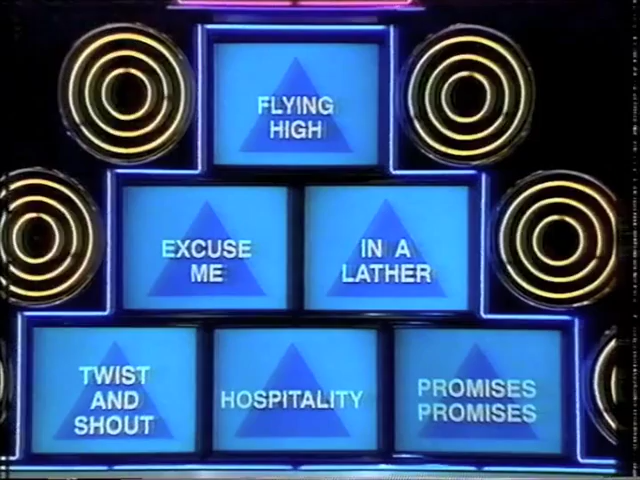 FLYING
HIGH
EXCUSE
ME
IN A
LATHER
TWIST
AND
SHOUT
HOSPITALITY
PROMISES
PROMISES